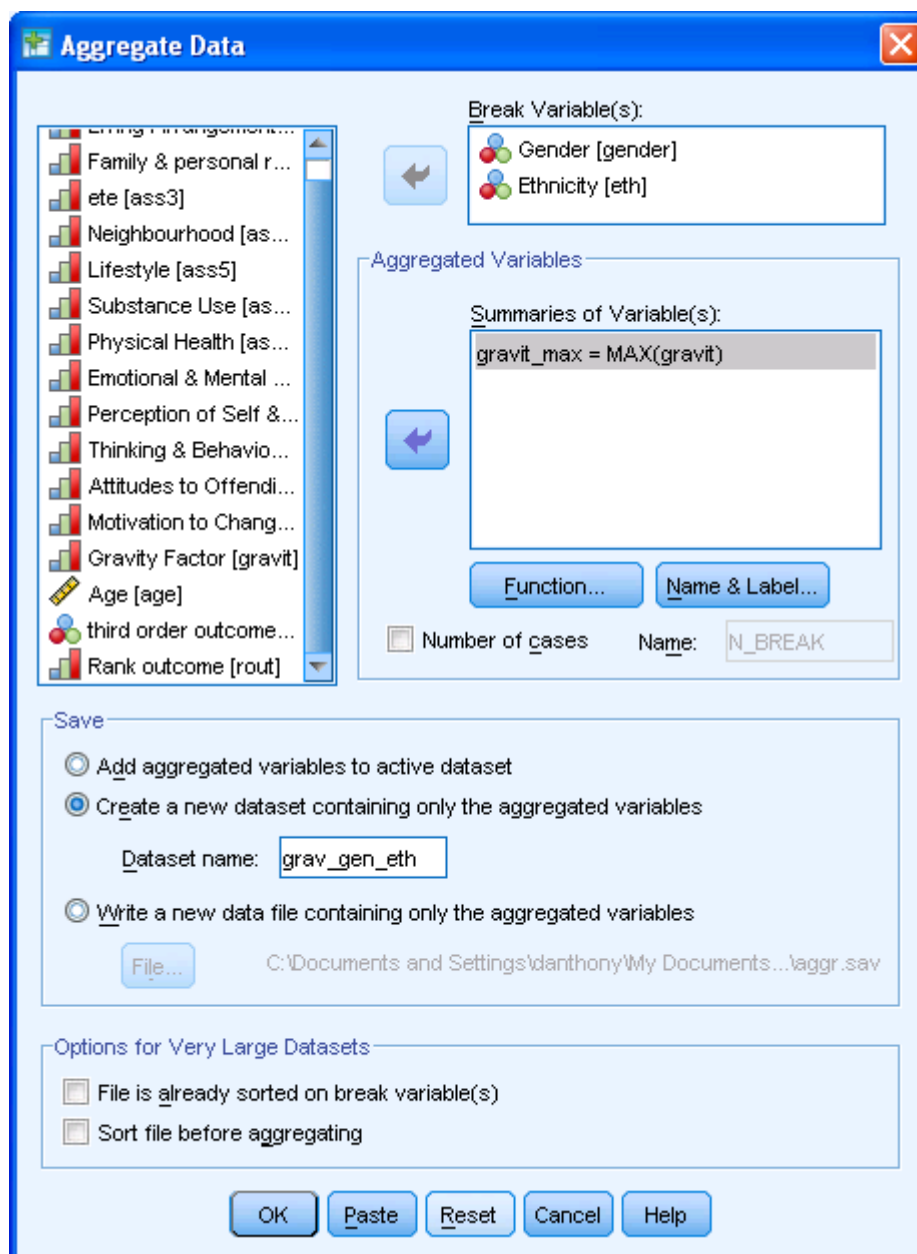 Aggregate Data
Break Variable(s):
Gender [gender]
Ethnicity [eth]
Family & personal r...
ete [ass3]
Neighbourhood [as...
Lifestyle [ass5]
Substance Use [as...
Physical Health [as...
Emotional & Mental ...
Perception of Self &...
Thinking & Behavio...
Attitudes to Offendi...
Motivation to Chang...
Gravity Factor [gravit]
Age [age]
third order outcome...
Rank outcome [rout]
Aggregated Variables
Summaries of Variable(s):
gravit_max = MAX(gravit)
Function...
Name & Label...
Number of cases
Name:
N_BREAK
Save
Add aggregated variables to active dataset
Create a new dataset containing only the aggregated variables
Dataset name:
grav_gen_eth
Write a new data file containing only the aggregated variables
File...
C:\Documents and Settings\danthony\My Documents...\aggr.sav
Options for Very Large Datasets
File is already sorted on break variable(s)
Sort file before aggregating
OK
Paste
Reset
Cancel
Help